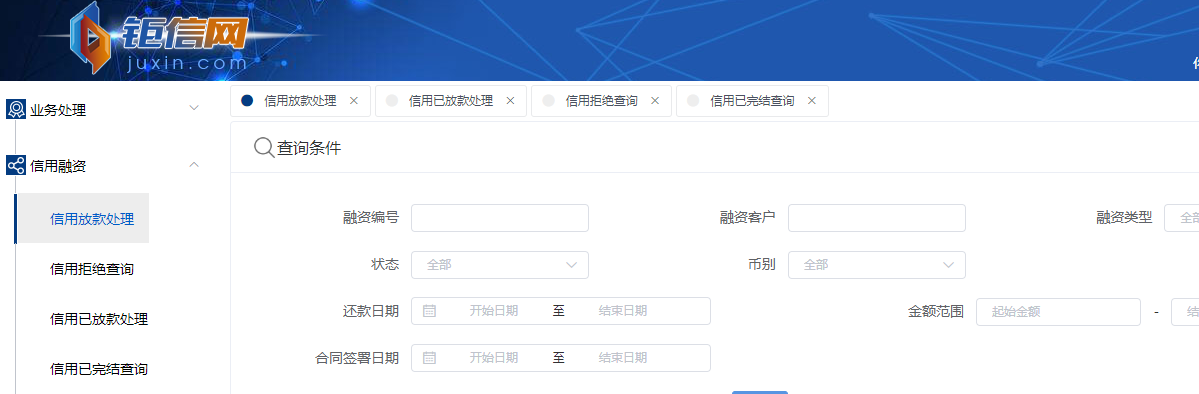 钜信网
juxin.com
业务处理
信用放款处理 信用已放款处理 信用拒绝查询 信用已完结查询
信用融资
查询条件
信用放款处理
信用拒绝查询
信用已放款处理
信用已完结查询
融资编号 融资客户 融资类型 全部
状态 全部 币别 全部
还款日期 开始日期 至 结束日期 金额范围 起始金额 -
合同签署日期 开始日期 至 结束日期